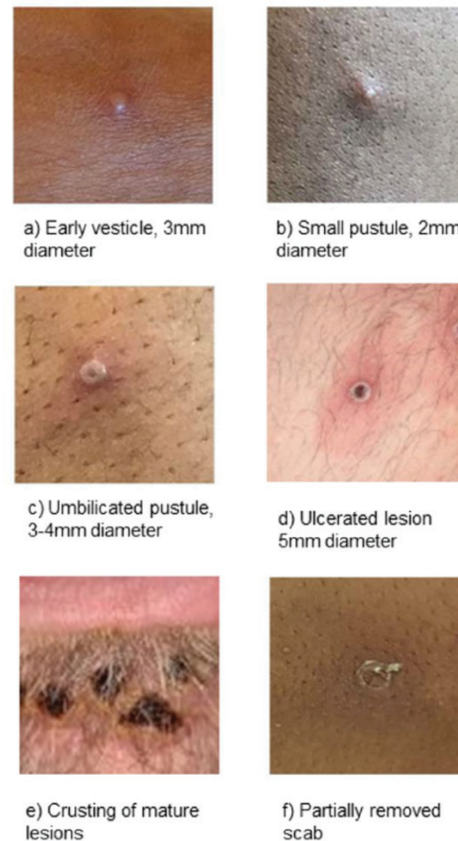 a) Early vesicle, 3mm
diameter
b) Small pustule, 2mm
diameter
c) Umbilicated pustule,
3-4mm diameter
d) Ulcerated lesion
5mm diameter
e) Crusting of mature
lesions
f) Partially removed
scab